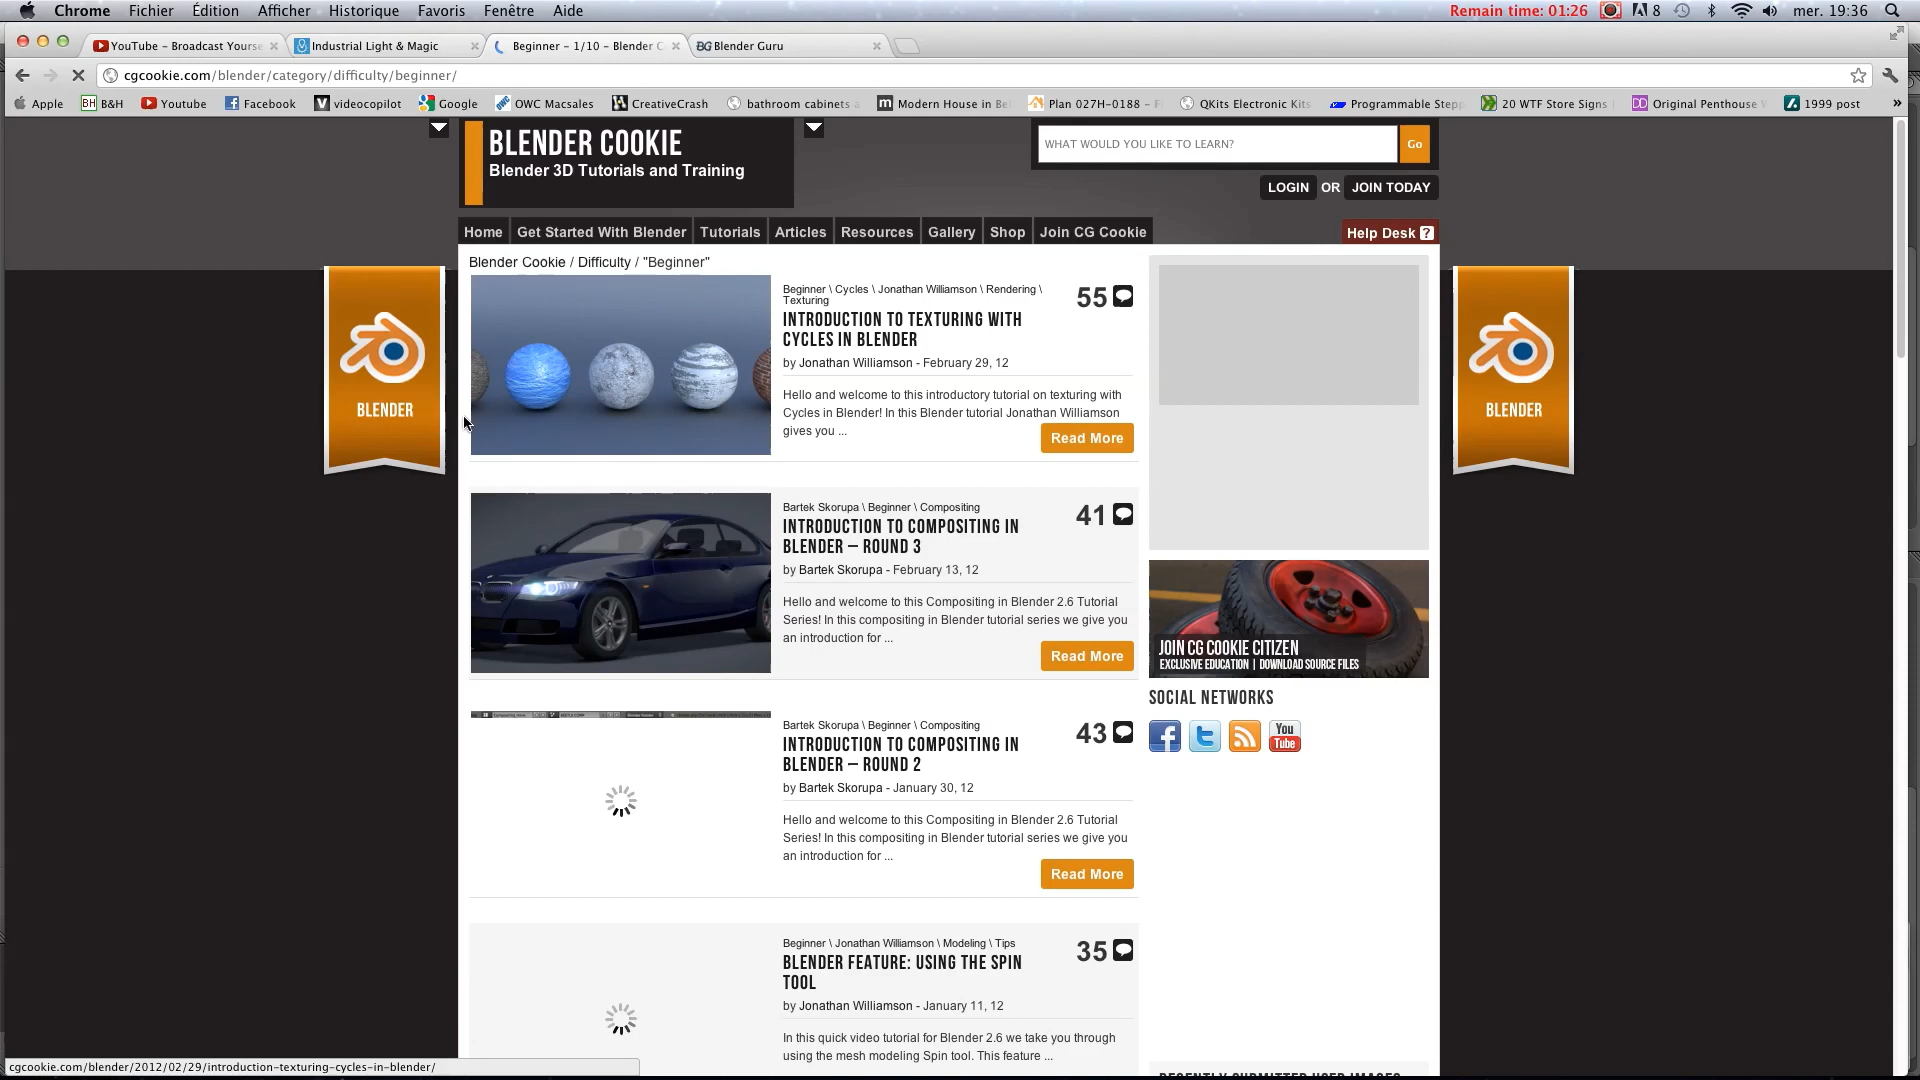 Chrome Fichier Édition Afficher Historique Favoris Fenêtre Aide Remain time: 01:26 8 mer. 19:36
YouTube - Broadcast Yourse Industrial Light & Magic Beginner - 1/10 - Blender C BG Blender Guru
cgcookie.com/blender/category/difficulty/beginner/
Apple BH B&H Youtube Facebook V videocopilot Google OWC Macsales CreativeCrash bathroom cabinets a m Modern House in Be Plan 027H-0188 - F QKits Electronic Kits Programmable Step 20 WTF Store Signs Original Penthouse 1999 post »
BLENDER COOKIE
Blender 3D Tutorials and Training
WHAT WOULD YOU LIKE TO LEARN? Go
LOGIN OR JOIN TODAY
Home Get Started With Blender Tutorials Articles Resources Gallery Shop Join CG Cookie Help Desk ?
Blender Cookie / Difficulty / "Beginner"
BLENDER
BLENDER
Beginner \ Cycles \ Jonathan Williamson \ Rendering \
Texturing
55
INTRODUCTION TO TEXTURING WITH
CYCLES IN BLENDER
by Jonathan Williamson - February 29, 12
Hello and welcome to this introductory tutorial on texturing with
Cycles in Blender! In this Blender tutorial Jonathan Williamson
gives you ...
Read More
Bartek Skorupa \ Beginner \ Compositing
41
INTRODUCTION TO COMPOSITING IN
BLENDER – ROUND 3
by Bartek Skorupa - February 13, 12
Hello and welcome to this Compositing in Blender 2.6 Tutorial
Series! In this compositing in Blender tutorial series we give you
an introduction for ...
Read More
Bartek Skorupa \ Beginner \ Compositing
43
INTRODUCTION TO COMPOSITING IN
BLENDER – ROUND 2
by Bartek Skorupa - January 30, 12
Hello and welcome to this Compositing in Blender 2.6 Tutorial
Series! In this compositing in Blender tutorial series we give you
an introduction for ...
Read More
Beginner \ Jonathan Williamson \ Modeling \ Tips
35
BLENDER FEATURE: USING THE SPIN
TOOL
by Jonathan Williamson - January 11, 12
In this quick video tutorial for Blender 2.6 we take you through
using the mesh modeling Spin tool. This feature ...
JOIN CG COOKIE CITIZEN
EXCLUSIVE EDUCATION | DOWNLOAD SOURCE FILES
SOCIAL NETWORKS
You
Tube
RECENTLY SUBMITTED USER IMAGES
cgcookie.com/blender/2012/02/29/introduction-texturing-cycles-in-blender/